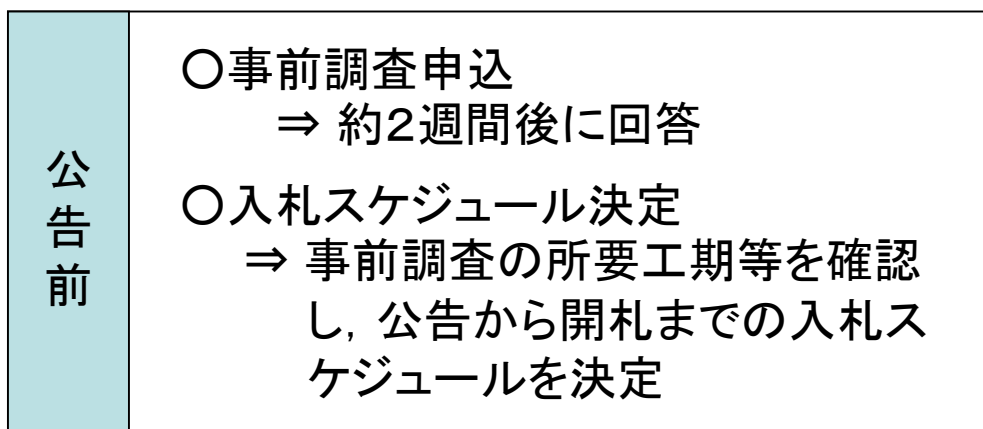 公告前
〇事前調査申込
⇒ 約２週間後に回答
〇入札スケジュール決定
⇒ 事前調査の所要工期等を確認
し，公告から開札までの入札ス
ケジュールを決定